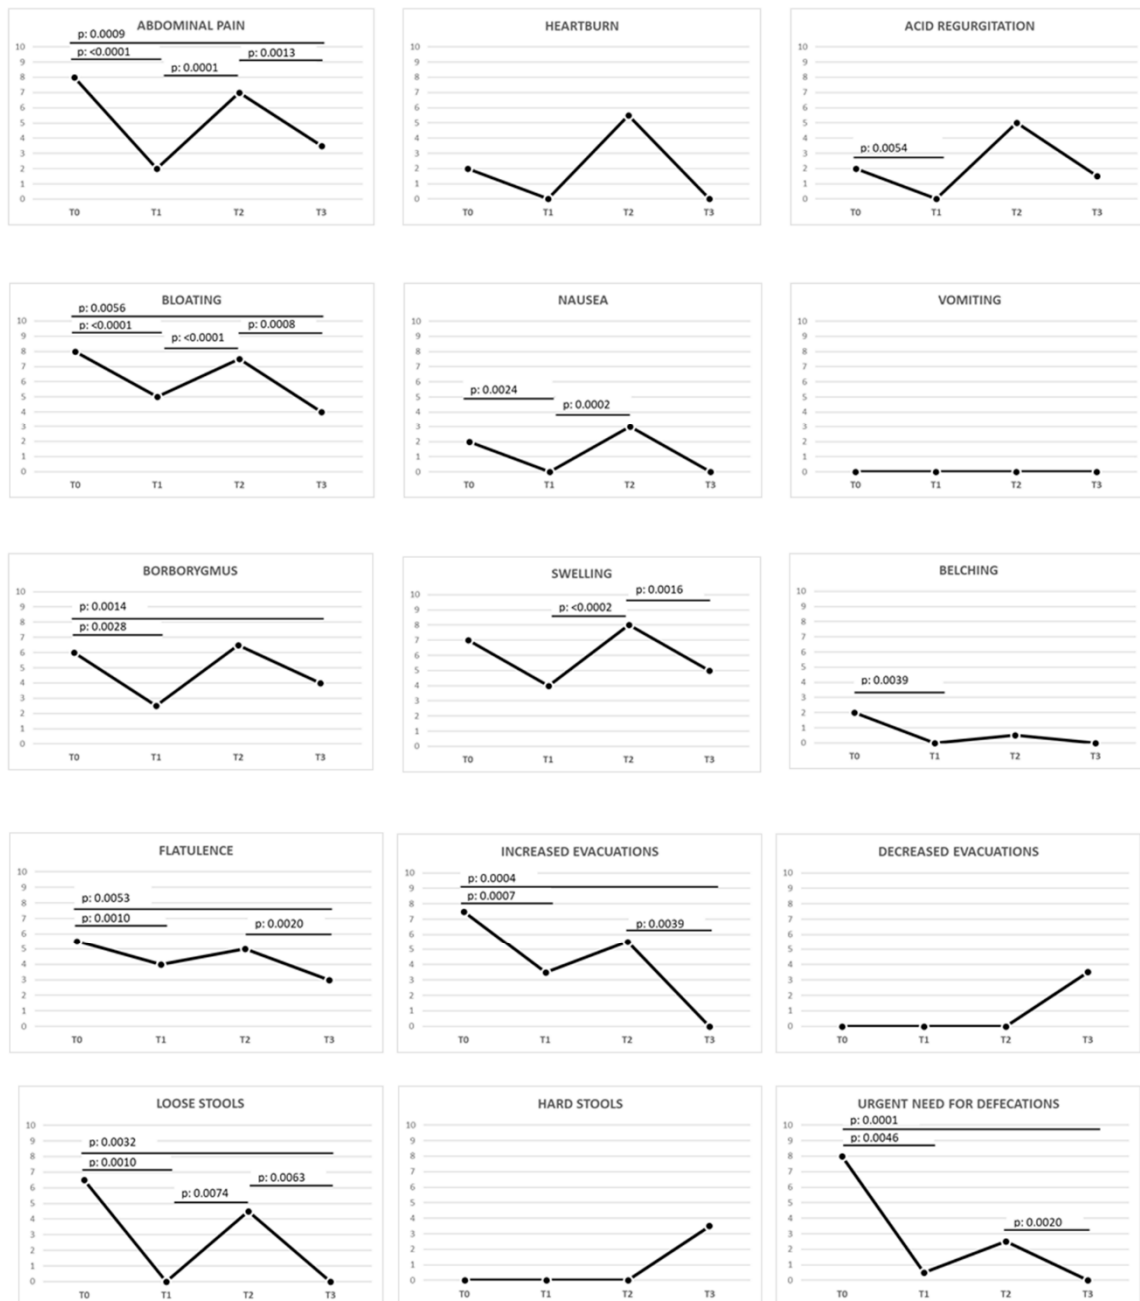 ABDOMINAL PAIN
p: 0.0009
p: <0.0001
p: 0.0013
p: 0.0001
10
9
8
7
6
5
4
3
2
1
0
T0 T1 T2 T3
HEARTBURN
10
9
8
7
6
5
4
3
2
1
0
T0 T1 T2 T3
ACID REGURGITATION
10
9
8
7
6
5
4
3
2
1
0
p: 0.0054
T0 T1 T2 T3
BLOATING
p: 0.0056
p: <0.0001
p: 0.0008
p: <0.0001
10
9
8
7
6
5
4
3
2
1
0
T0 T1 T2 T3
NAUSEA
10
9
8
7
6
5
4
3
2
1
0
p: 0.0024
p: 0.0002
T0 T1 T2 T3
VOMITING
10
9
8
7
6
5
4
3
2
1
0
T0 T1 T2 T3
BORBORYGMUS
10
9
8
7
6
5
4
3
2
1
0
p: 0.0014
p: 0.0028
T0 T1 T2 T3
SWELLING
10
9
8
7
6
5
4
3
2
1
0
p: 0.0016
p: <0.0002
T0 T1 T2 T3
BELCHING
10
9
8
7
6
5
4
3
2
1
0
p: 0.0039
T0 T1 T2 T3
FLATULENCE
10
9
8
7
6
5
4
3
2
1
0
p: 0.0053
p: 0.0010
p: 0.0020
T0 T1 T2 T3
INCREASED EVACUATIONS
10
9
8
7
6
5
4
3
2
1
0
p: 0.0004
p: 0.0007
p: 0.0039
T0 T1 T2 T3
DECREASED EVACUATIONS
10
9
8
7
6
5
4
3
2
1
0
T0 T1 T2 T3
LOOSE STOOLS
10
9
8
7
6
5
4
3
2
1
0
p: 0.0032
p: 0.0010
p: 0.0063
p: 0.0074
T0 T1 T2 T3
HARD STOOLS
10
9
8
7
6
5
4
3
2
1
0
T0 T1 T2 T3
URGENT NEED FOR DEFECATIONS
p: 0.0001
p: 0.0046
p: 0.0020
10
9
8
7
6
5
4
3
2
1
0
T0 T1 T2 T3